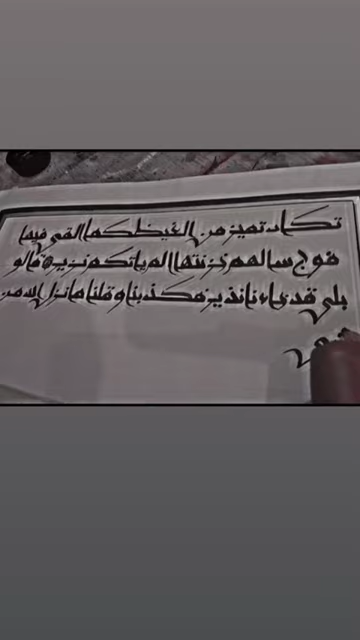 تكاد تميز من الغيظ كلما القي فيها
فوج سالهم خزنتها الم ياتكم نذير قالو
بلى قد جاءنا نذير فكذبنا وقلنا ما نزل الله من